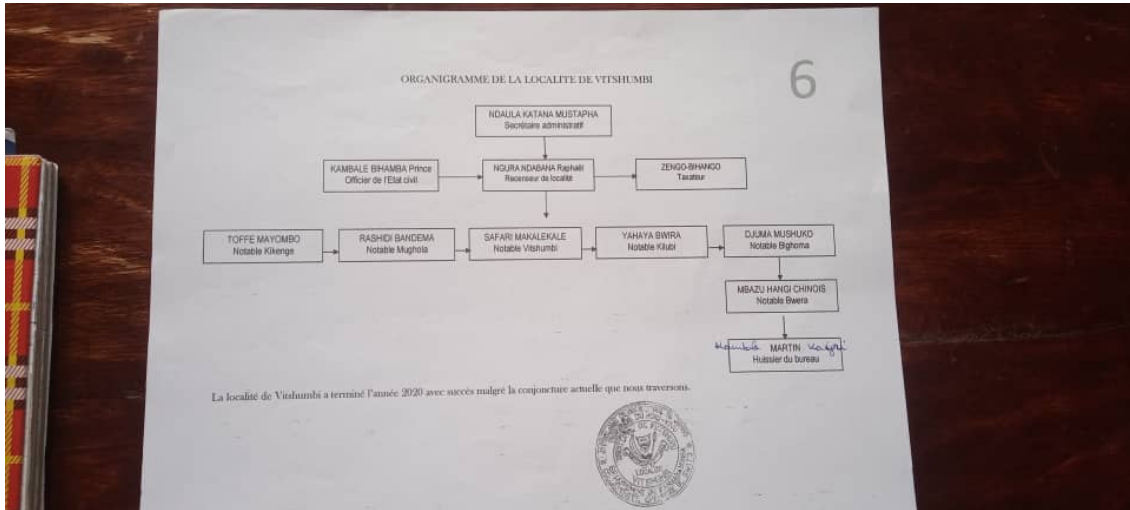 ORGANIGRAMME DE LA LOCALITE DE VITSHUMBI
6
NDAULA KATANA MUSTAPHA
Secrétaire administratif
KAMBALE BIHAMBA Prince
Officier de l'Etat civil
NGURA NDABANA Raphaël
Recenseur de localité
ZENGO-BIHANGO
Taxateur
TOFFE MAYOMBO
Notable Kikenge
RASHIDI BANDEMA
Notable Mughola
SAFARI MAKALEKALE
Notable Vitshumbi
YAHAYA BWIRA
Notable Kilubi
DJUMA MUSHUKO
Notable Bighoma
MBAZU HANGI CHINOIS
Notable Bwera
MARTIN
Huissier du bureau
La localité de Vitshumbi a terminé l'année 2020 avec succès malgré la conjoncture actuelle que nous traversons.
LOCALITE
VITSHUMBI